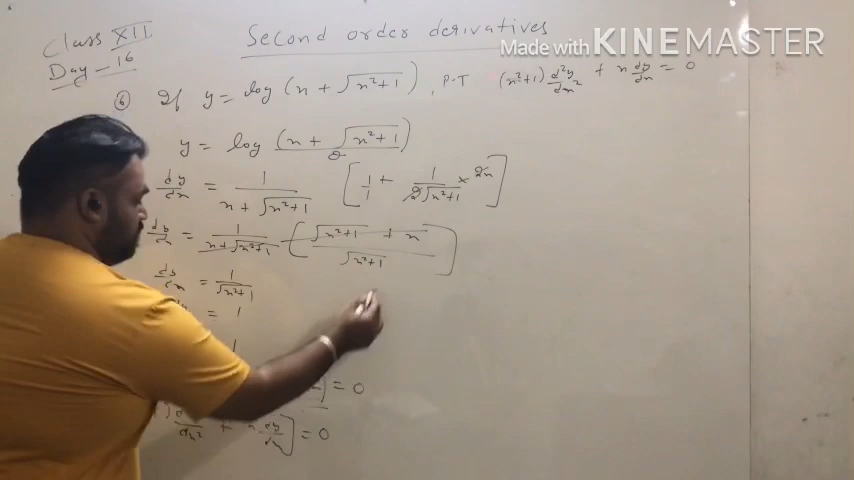 Class XII
Day - 16
Second order derivatives
Made with KINEMASTER
⑥ If y = log (x + √(x²+1)), P.T (x²+1) d²y/dx² + x dy/dx = 0
y = log (x + √(x²+1))
dy/dx = 1/(x + √(x²+1)) [1/1 + 1/(2√(x²+1)) × 2x]
dy/dx = 1/(x + √(x²+1)) (√(x²+1) + x)/√(x²+1)
dy/dx = 1/√(x²+1)
= 1
1
= 0
dx² + x dy/dx] = 0